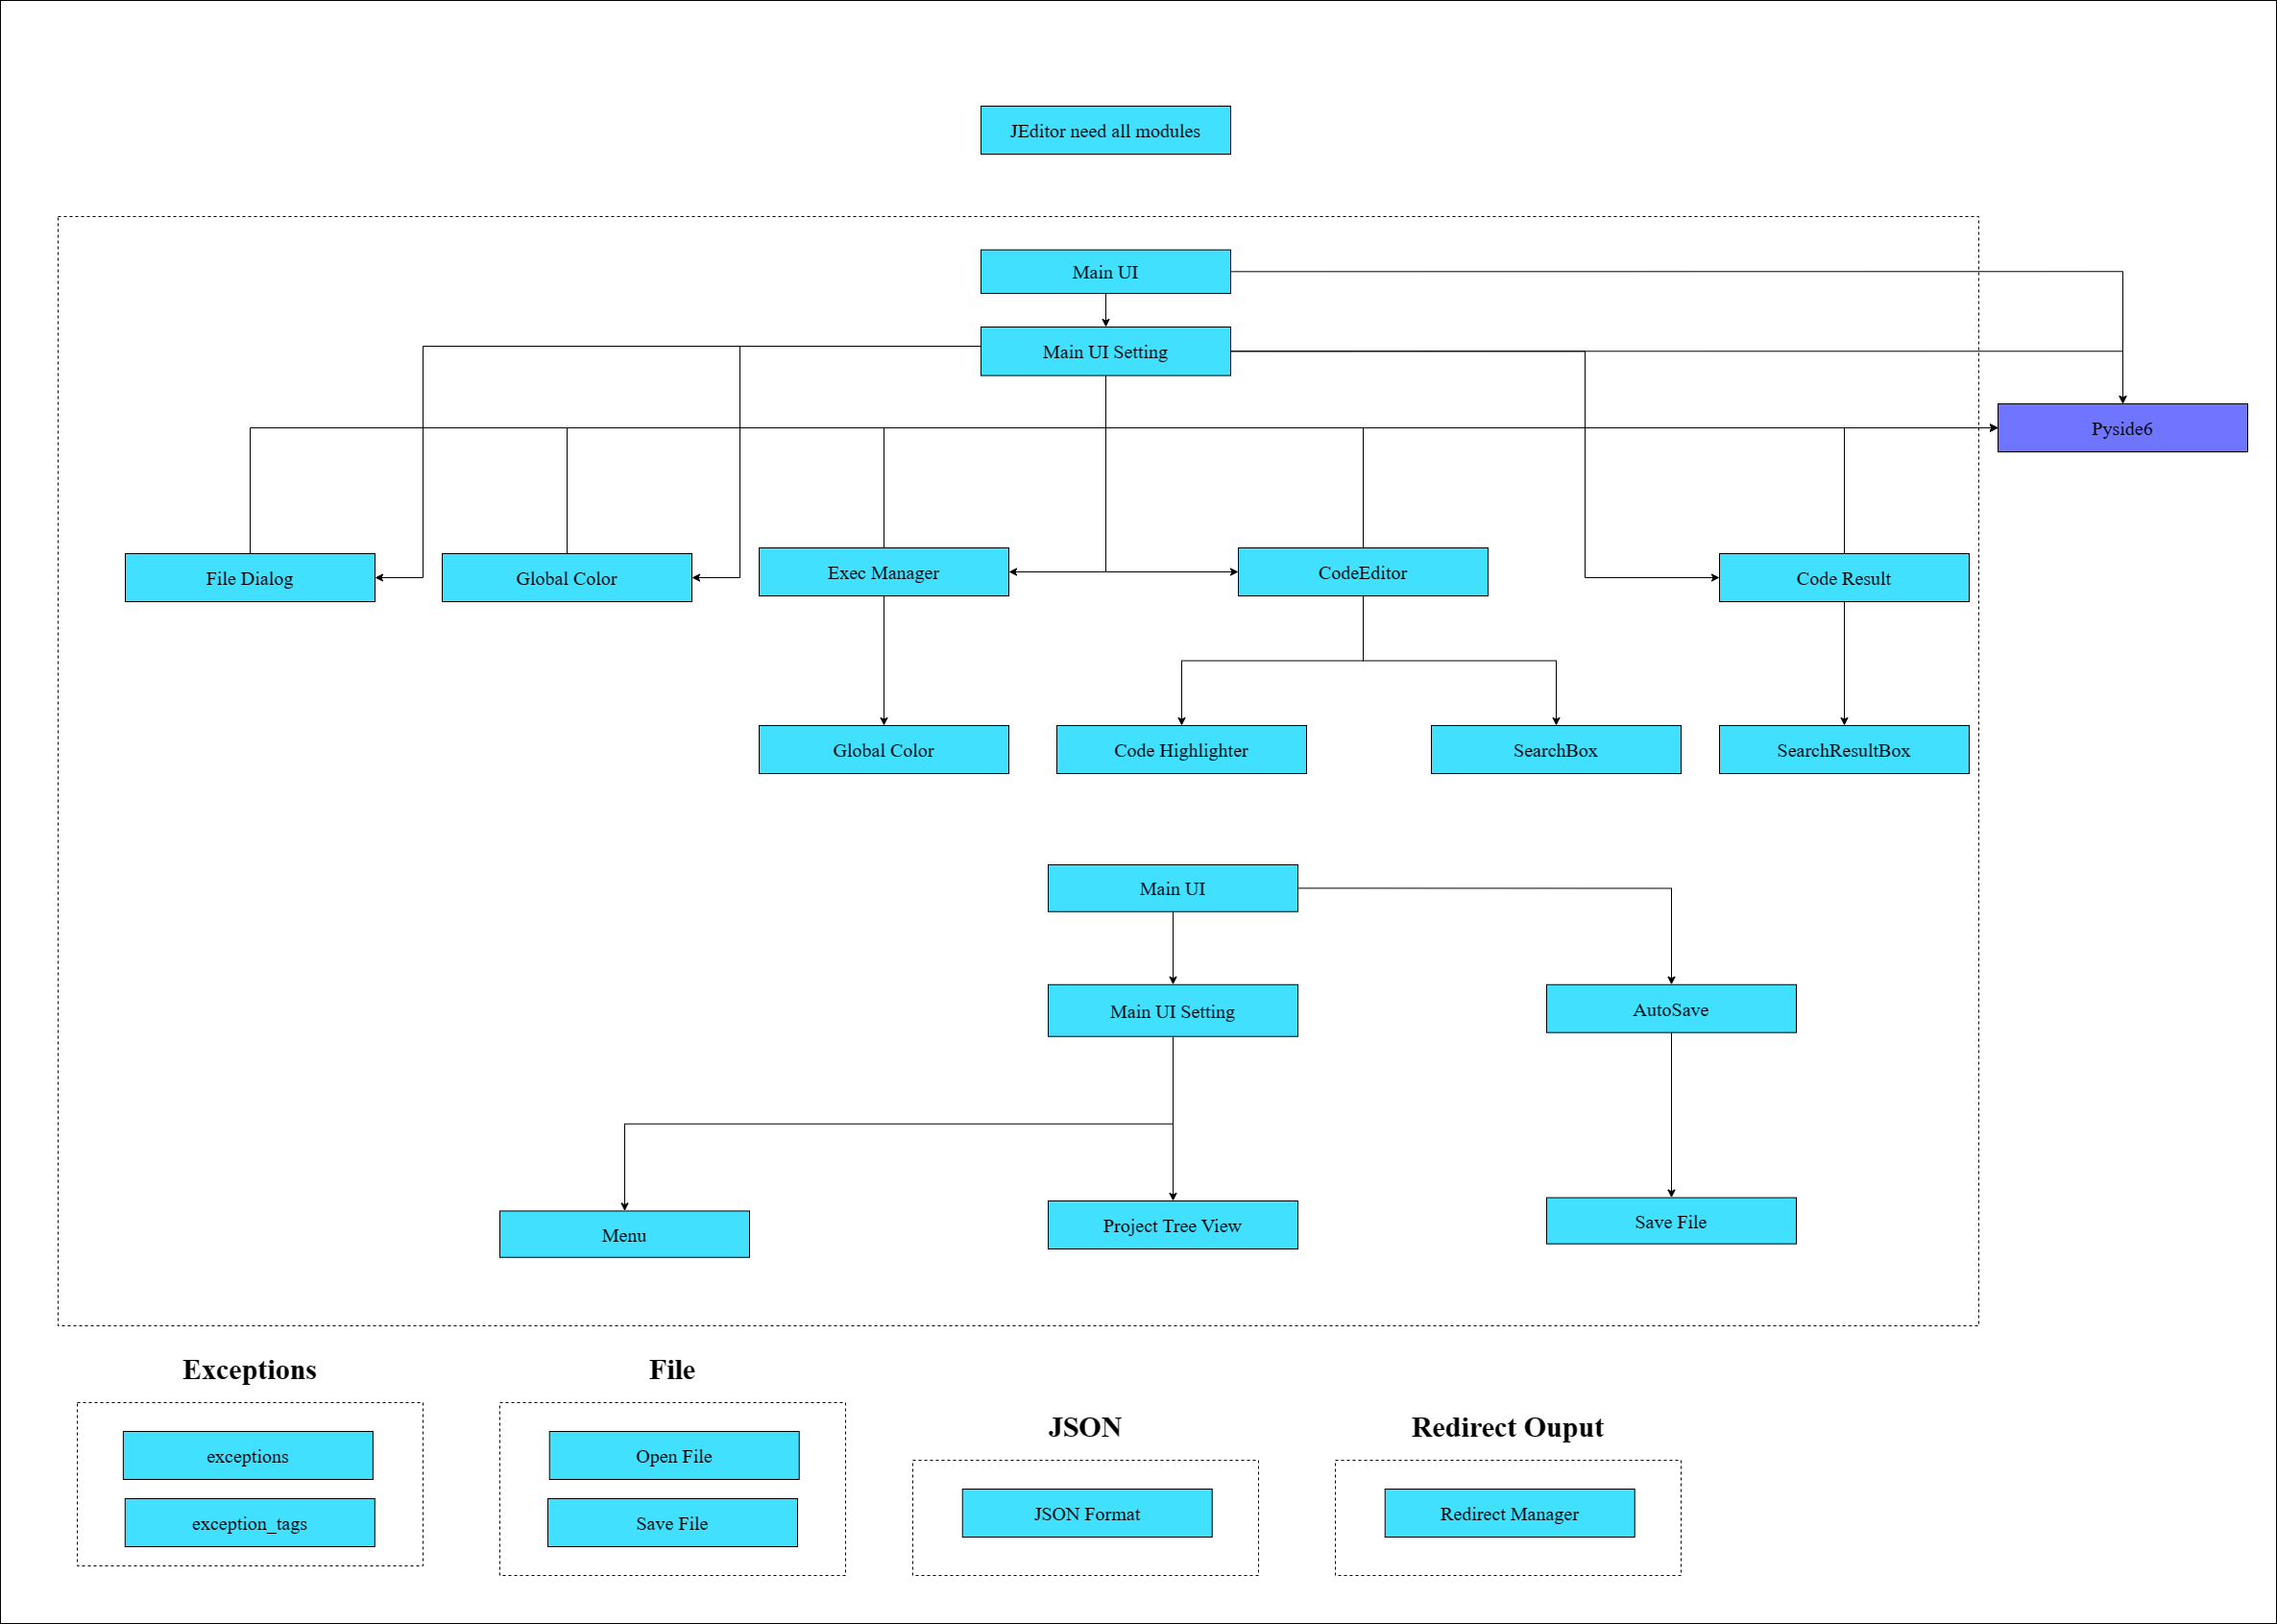 JEditor need all modules
Main UI
Main UI Setting
Pyside6
File Dialog
Global Color
Exec Manager
CodeEditor
Code Result
Global Color
Code Highlighter
SearchBox
SearchResultBox
Main UI
Main UI Setting
AutoSave
Menu
Project Tree View
Save File
Exceptions
exceptions
exception_tags
File
Open File
Save File
JSON
JSON Format
Redirect Ouput
Redirect Manager